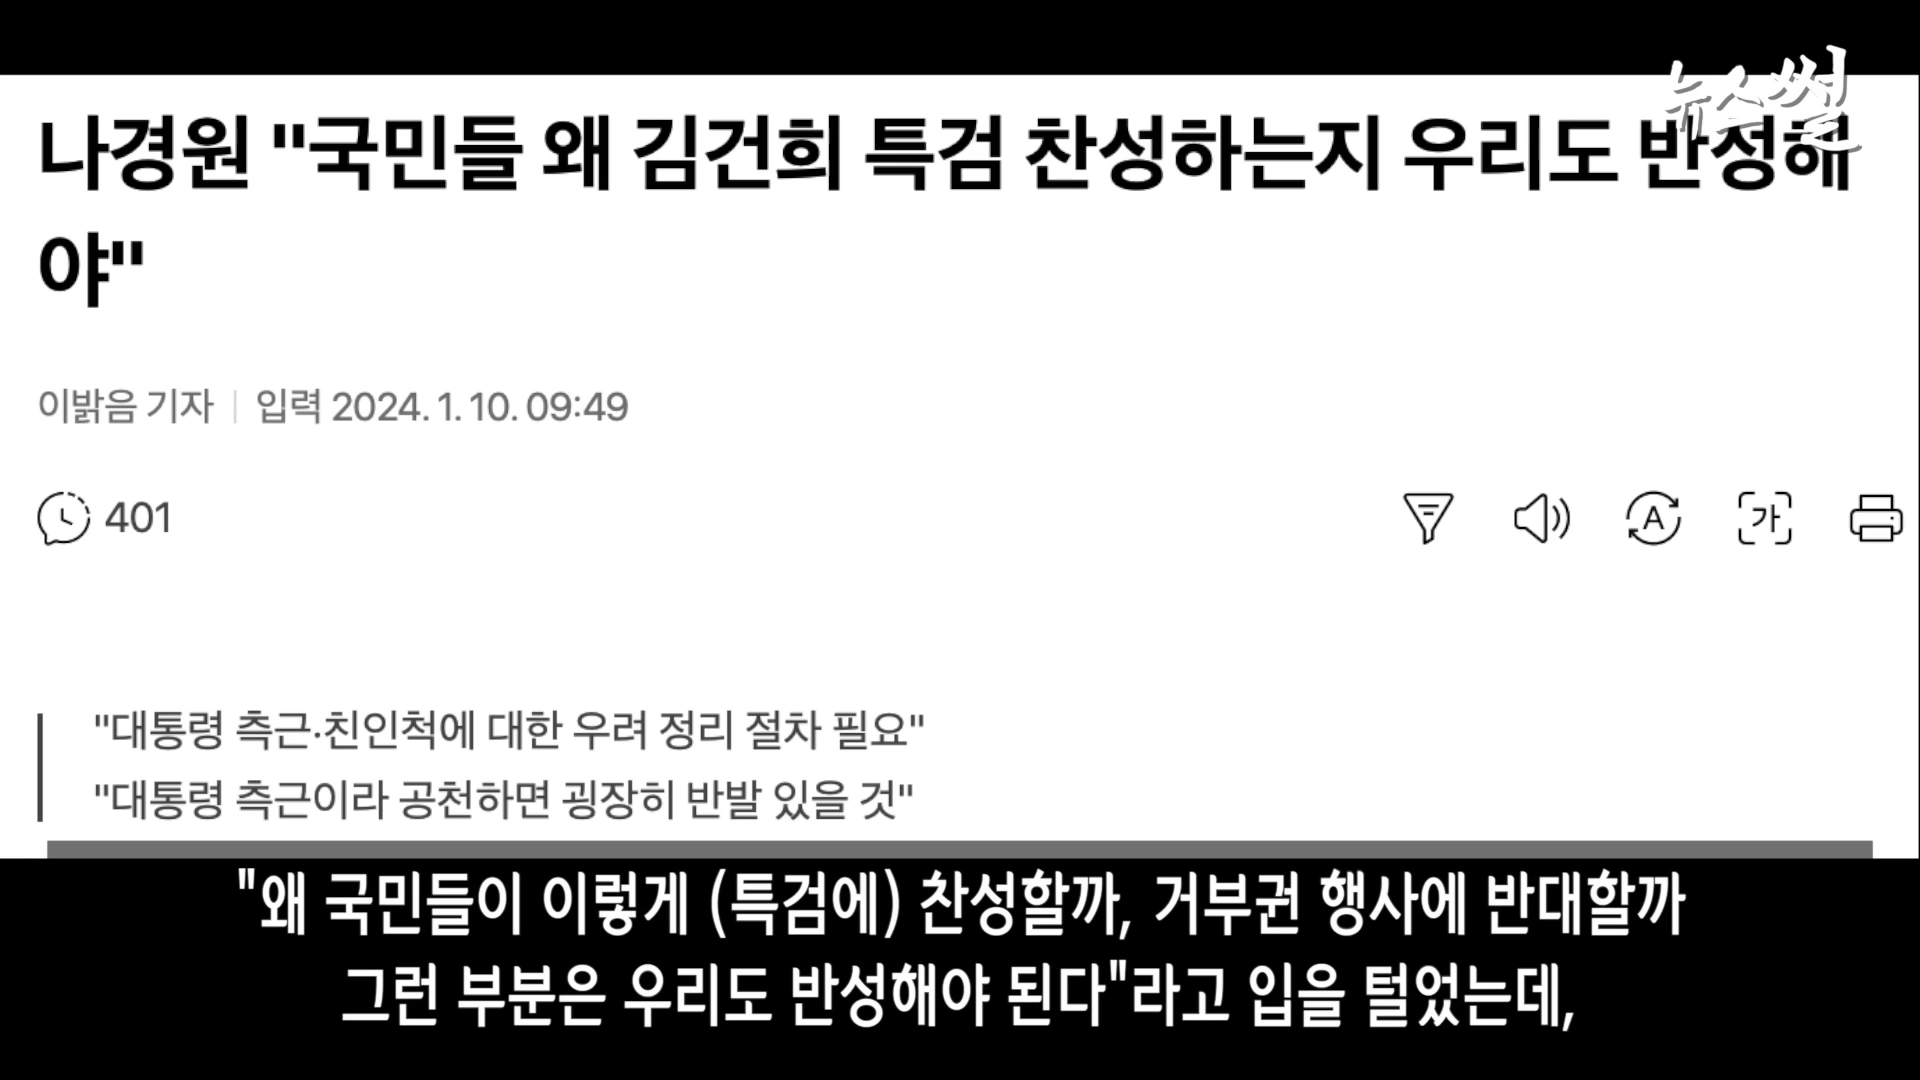 뉴스썰
나경원 "국민들 왜 김건희 특검 찬성하는지 우리도 반성해
야"
이밝음 기자 | 입력 2024. 1. 10. 09:49
401
A
가
"대통령 측근·친인척에 대한 우려 정리 절차 필요"
"대통령 측근이라 공천하면 굉장히 반발 있을 것"
"왜 국민들이 이렇게 (특검에) 찬성할까, 거부권 행사에 반대할까
그런 부분은 우리도 반성해야 된다"라고 입을 털었는데,